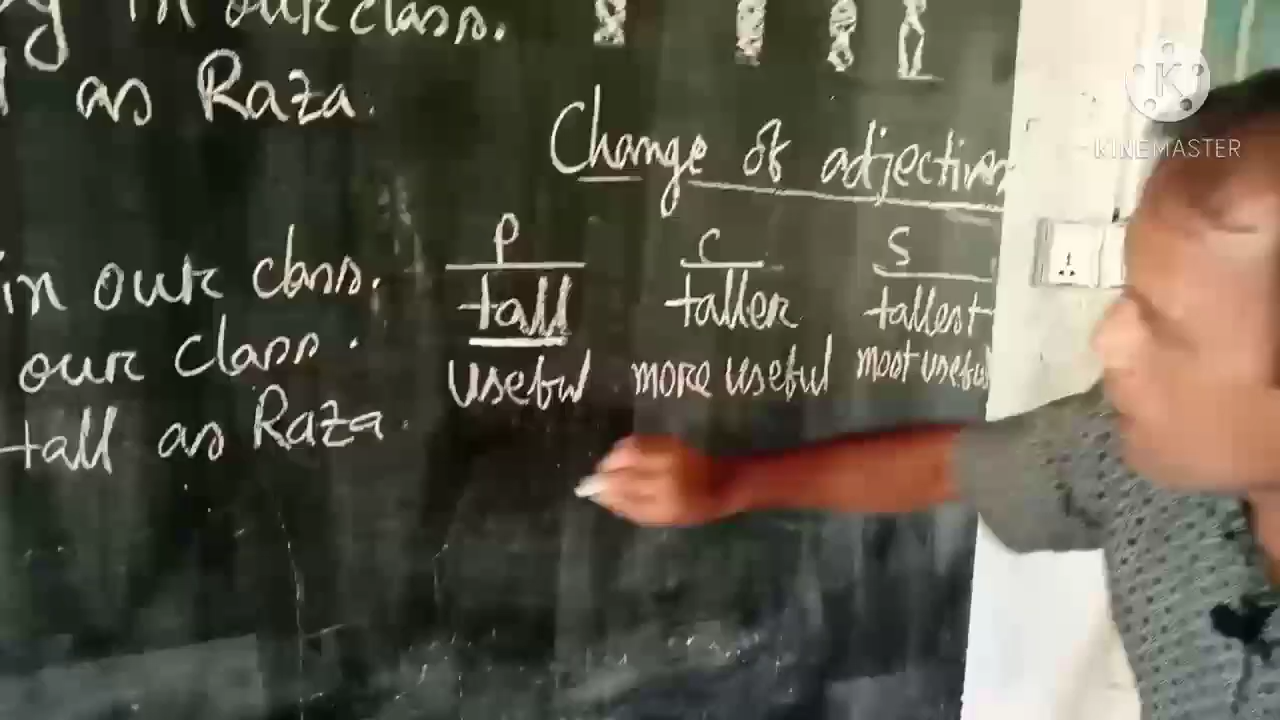 in our class.
as Raza.
Change of adjective
P C S
tall taller tallest
useful more useful most useful
in our class.
our class.
tall as Raza.
KINEMASTER